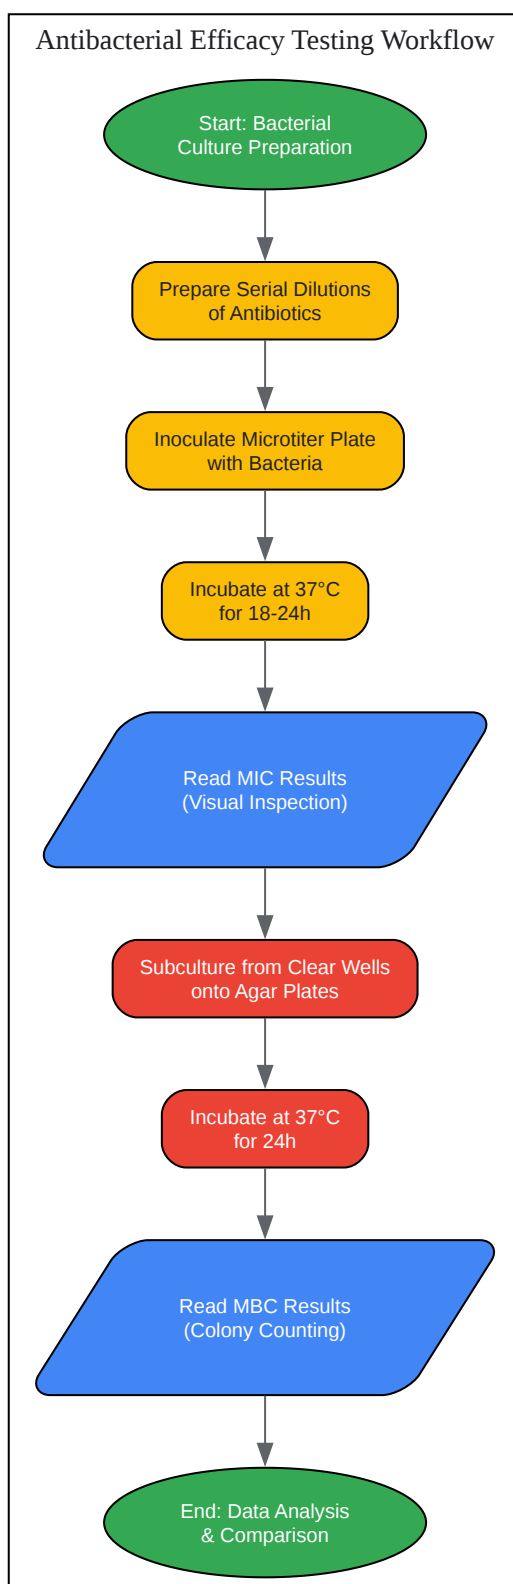 Antibacterial Efficacy Testing Workflow
Start: Bacterial
Culture Preparation
Prepare Serial Dilutions
of Antibiotics
Inoculate Microtiter Plate
with Bacteria
Incubate at 37°C
for 18-24h
Read MIC Results
(Visual Inspection)
Subculture from Clear Wells
onto Agar Plates
Incubate at 37°C
for 24h
Read MBC Results
(Colony Counting)
End: Data Analysis
& Comparison